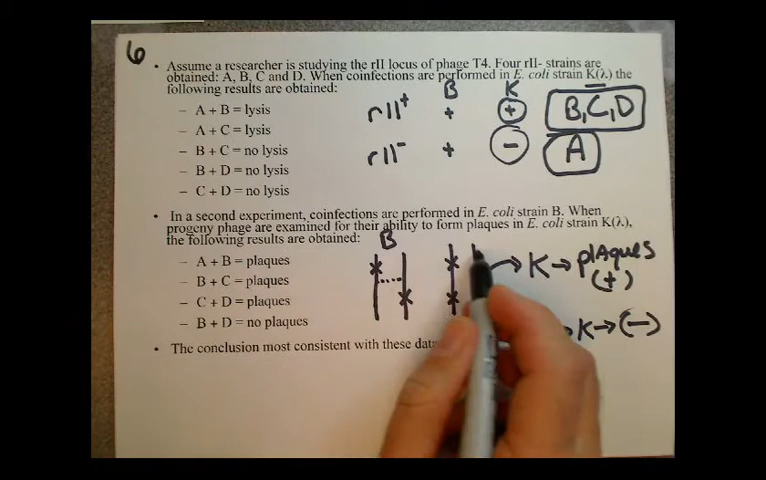 6
• Assume a researcher is studying the rII locus of phage T4. Four rII- strains are
obtained: A, B, C and D. When coinfections are performed in E. coli strain K(λ) the
following results are obtained:
B K
– A + B = lysis
rII⁺ + + B, C, D
– A + C = lysis
– B + C = no lysis
rII⁻ + − A
– B + D = no lysis
– C + D = no lysis
• In a second experiment, coinfections are performed in E. coli strain B. When
progeny phage are examined for their ability to form plaques in E. coli strain K(λ),
the following results are obtained:
B
– A + B = plaques
K → plaques
– B + C = plaques
(+)
– C + D = plaques
– B + D = no plaques
K → (−)
• The conclusion most consistent with these data